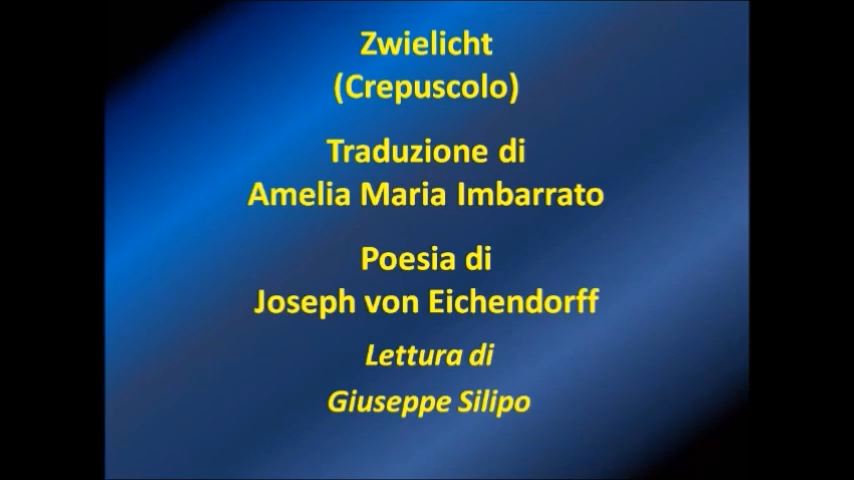 Zwielicht
(Crepuscolo)
Traduzione di
Amelia Maria Imbarrato
Poesia di
Joseph von Eichendorff
Lettura di
Giuseppe Silipo